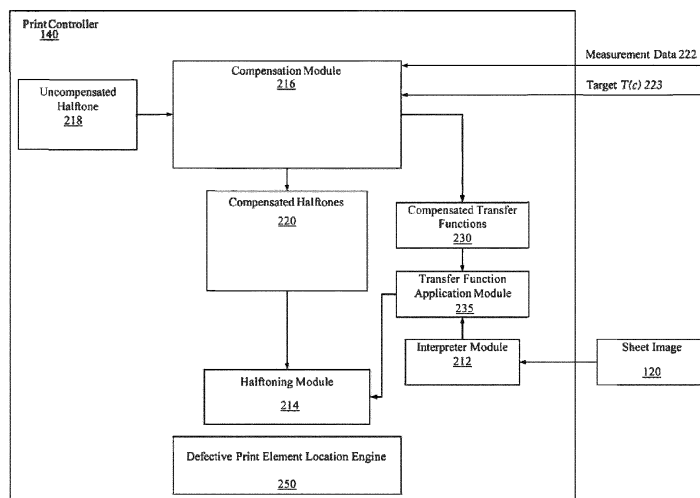 Print Controller
140
Measurement Data 222
Compensation Module
216
Uncompensated
Halftone
218
Target T(c) 223
Compensated Halftones
220
Compensated Transfer
Functions
230
Transfer Function
Application Module
235
Interpreter Module
212
Sheet Image
120
Halftoning Module
214
Defective Print Element Location Engine
250